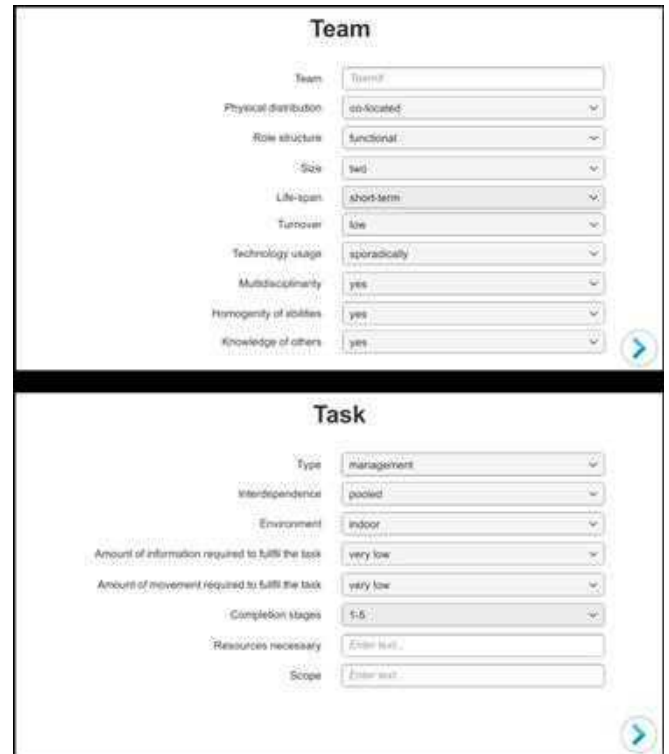 Team
Team
Physical distribution co-located
Role structure functional
Size two
Life-span short-term
Turnover low
Technology usage sporadically
Multidisciplinarity yes
Homogenity of abilities yes
Knowledge of others yes
Task
Type management
Interdependence pooled
Environment indoor
Amount of information required to fulfill the task very low
Amount of movement required to fulfill the task very low
Completion stages 1-5
Resources necessary Enter text...
Scope Enter text...